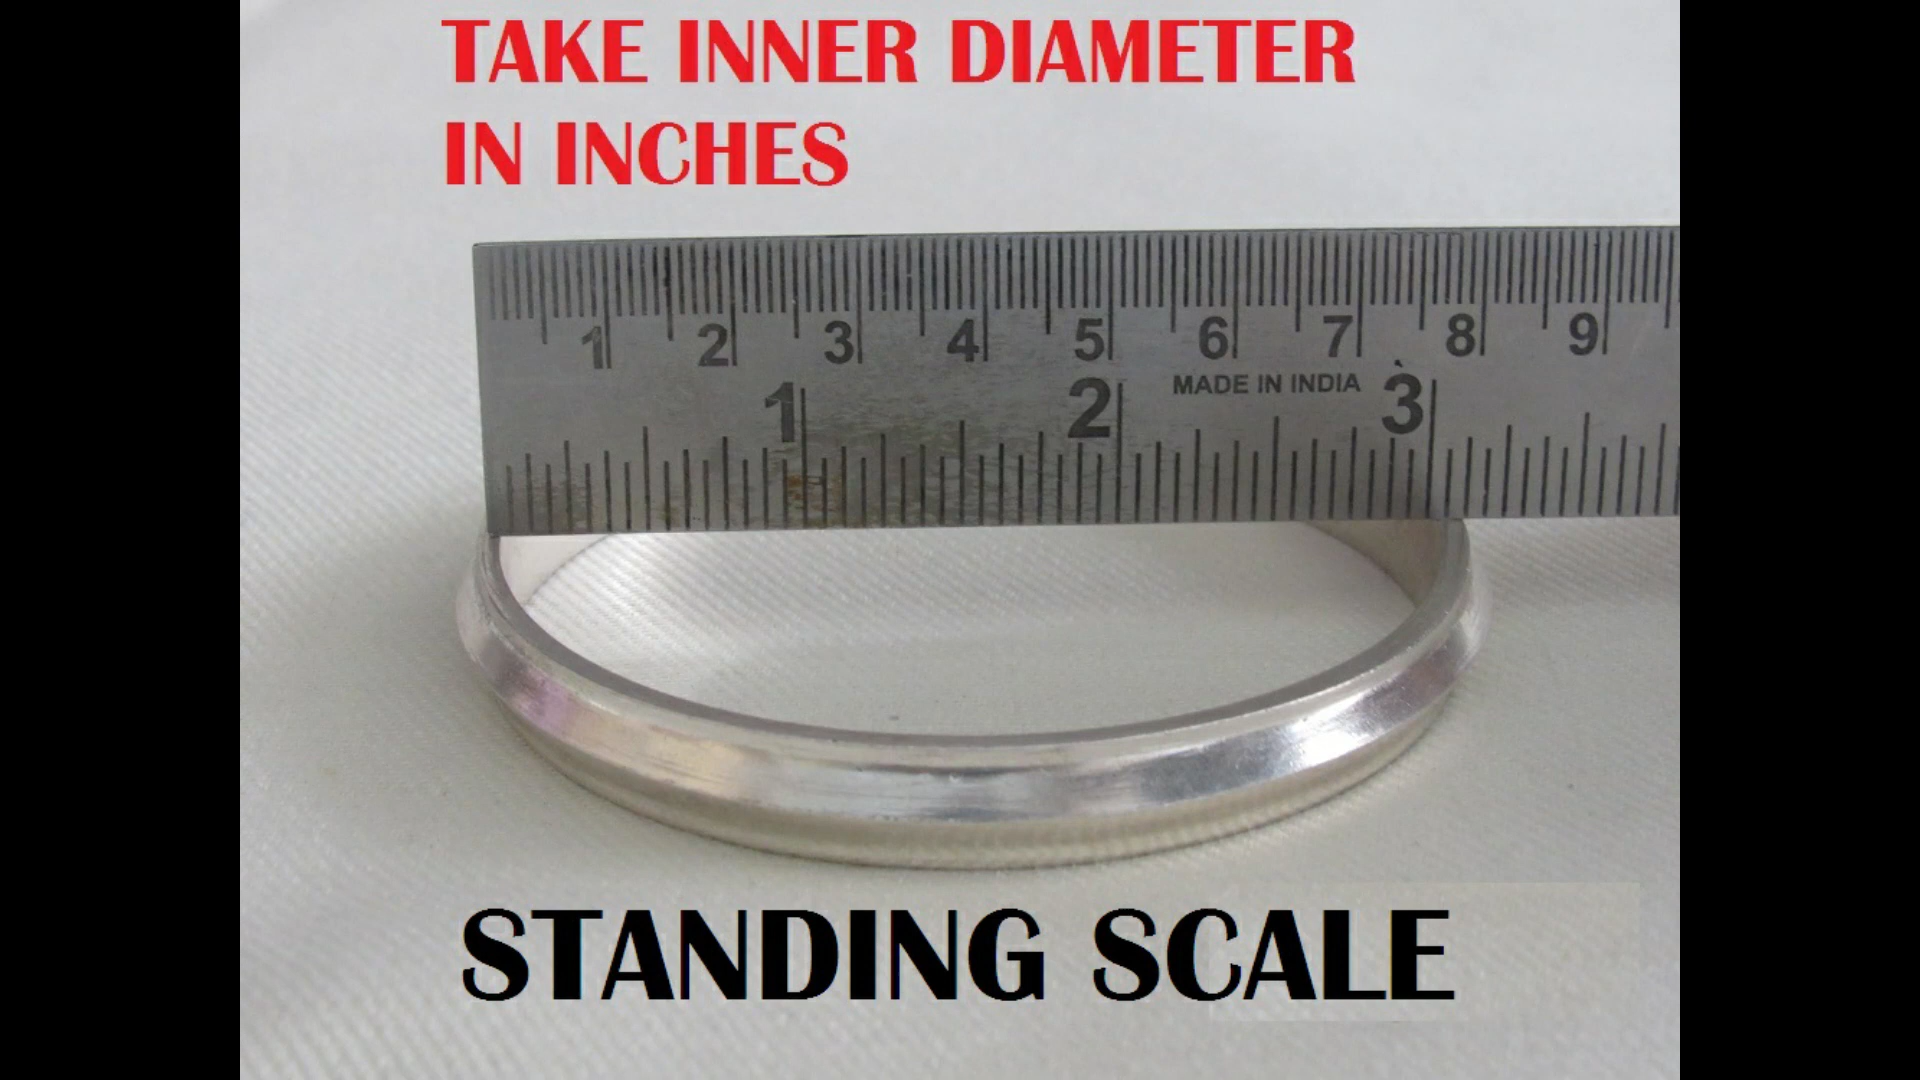 TAKE INNER DIAMETER
IN INCHES
1 2 3 4 5 6 7 8 9
MADE IN INDIA
1 2 3
STANDING SCALE